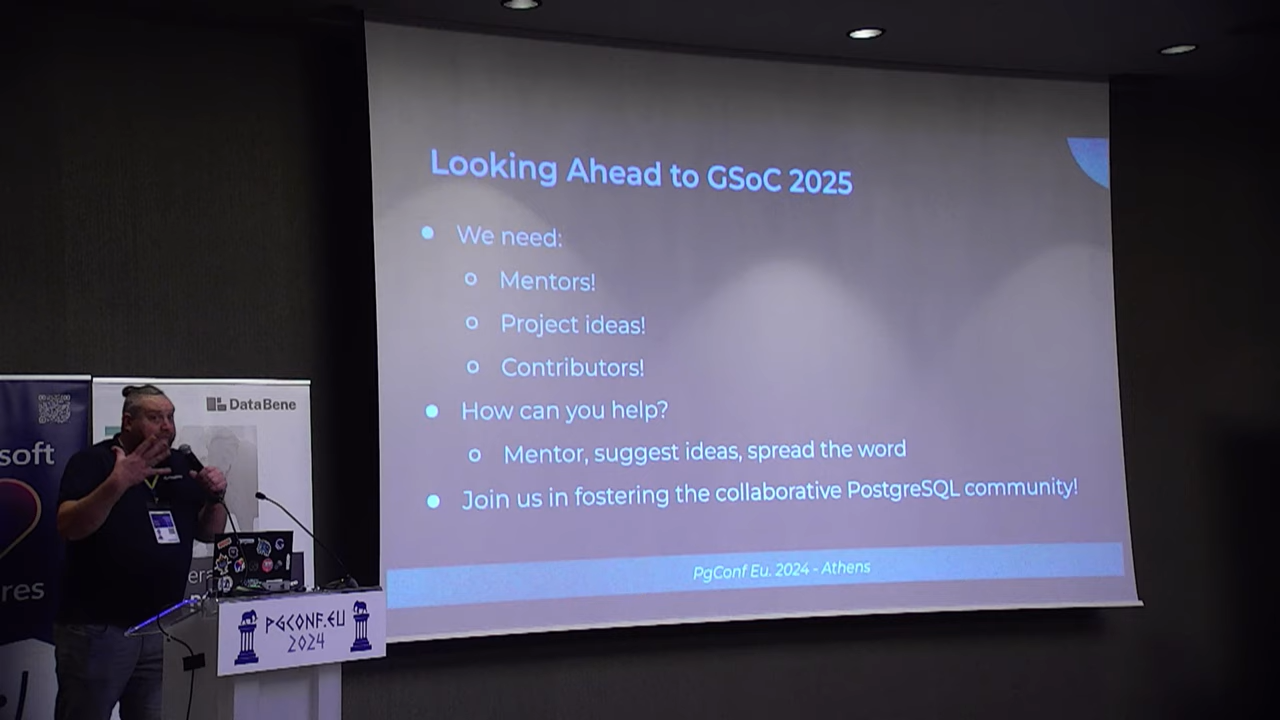 Looking Ahead to GSoC 2025
We need:
Mentors!
Project ideas!
Contributors!
How can you help?
Mentor, suggest ideas, spread the word
Join us in fostering the collaborative PostgreSQL community!
PgConf Eu. 2024 - Athens
DataBene
soft
res
era
PGCONF.EU
2024